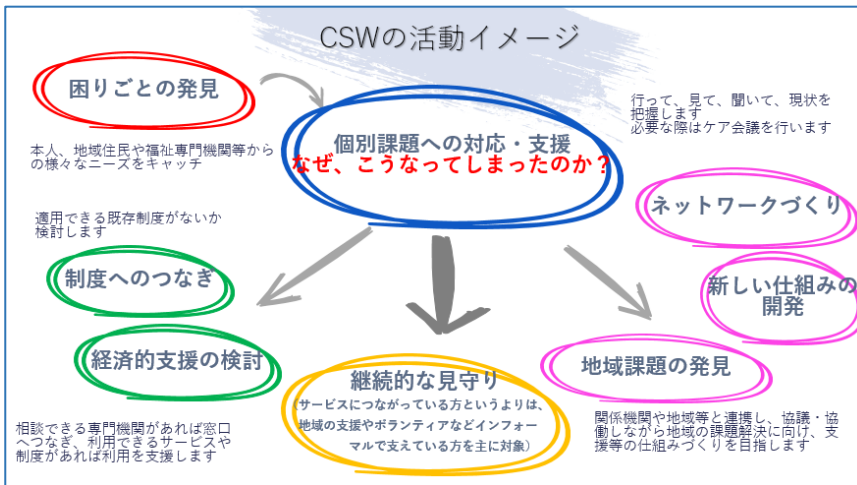 CSWの活動イメージ
困りごとの発見
本人、地域住民や福祉専門機関等から
の様々なニーズをキャッチ
個別課題への対応・支援
なぜ、こうなってしまったのか？
行って、見て、聞いて、現状を
把握します
必要な際はケア会議を行います
適用できる既存制度がないか
検討します
制度へのつなぎ
経済的支援の検討
相談できる専門機関があれば窓口
へつなぎ、利用できるサービスや
制度があれば利用を支援します
継続的な見守り
（サービスにつながっている方というよりは、
地域の支援やボランティアなどインフォー
マルで支えている方を主に対象）
ネットワークづくり
新しい仕組みの
開発
地域課題の発見
関係機関や地域等と連携し、協議・協
働しながら地域の課題解決に向け、支
援等の仕組みづくりを目指します